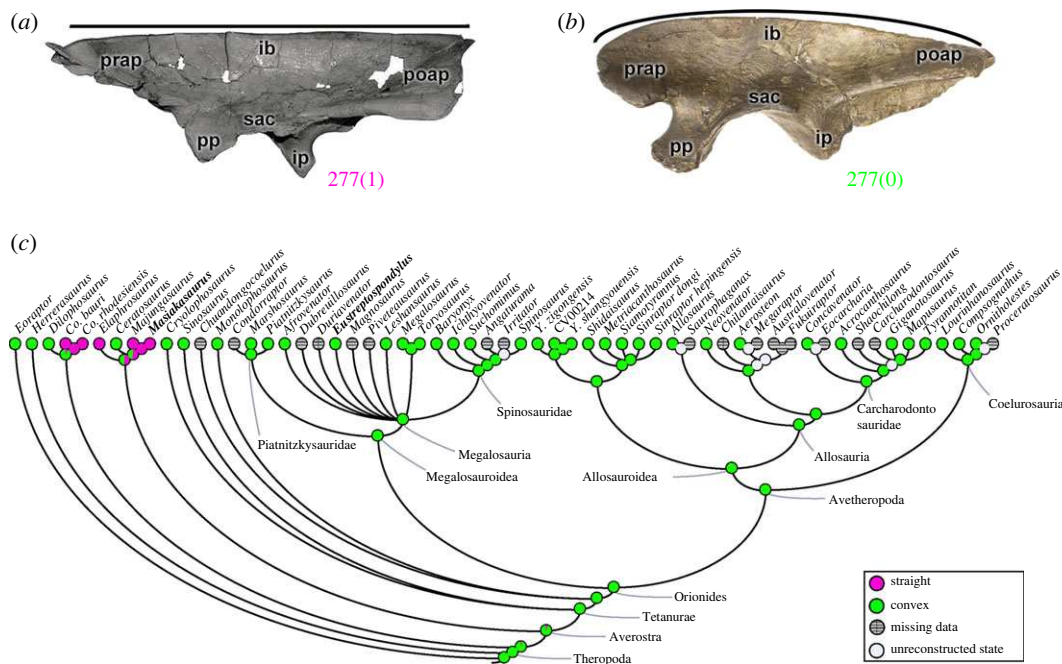 (a)
prap
ib
poap
sac
pp
ip
277(1)
(b)
prap
ib
poap
sac
pp
ip
277(0)
(c)
Eoraptor
Herrerasaurus
Dilophosaurus
Co. bauri
Co. rhodesiensis
Elaphrosaurus
Ceratosaurus
Majungasaurus
Masiakasaurus
Cryolophosaurus
Sinosaurus
Chuandongocoelurus
Monolophosaurus
Condorraptor
Marshosaurus
Piatnitzkysaurus
Afrovenator
Dubreuillosaurus
Duriavenator
Eustreptospondylus
Magnosaurus
Piveteausaurus
Leshansaurus
Megalosaurus
Torvosaurus
Baryonyx
Ichthyovenator
Suchomimus
Angaturama
Irritator
Spinosaurus
Y. zigongensis
CV00214
Y. shangyouensis
Shidaisaurus
Metriacanthosaurus
Siamotyrannus
Sinraptor dongi
Sinraptor hepingensis
Allosaurus
Saurophaganax
Neovenator
Chilantaisaurus
Aerosteon
Megaraptor
Australovenator
Fukuiraptor
Concavenator
Eocarcharia
Acrocanthosaurus
Shaochilong
Carcharodontosaurus
Giganotosaurus
Mapusaurus
Tyrannotitan
Lourinhanosaurus
Compsognathus
Ornitholestes
Proceratosaurus
Piatnitzkysauridae
Spinosauridae
Megalosauria
Megalosauroidea
Carcharodonto
sauridae
Coelurosauria
Allosauria
Allosauroidea
Avetheropoda
Orionides
Tetanurae
Averostra
Theropoda
straight
convex
missing data
unreconstructed state